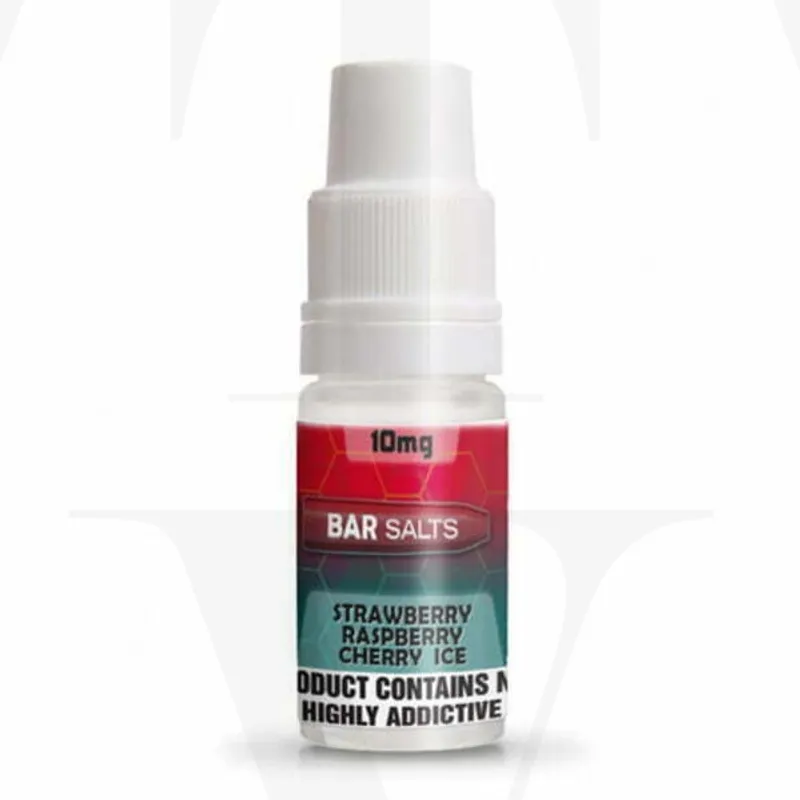 10mg
BAR SALTS
STRAWBERRY
RASPBERRY
CHERRY ICE
ODUCT CONTAINS N
HIGHLY ADDICTIVE